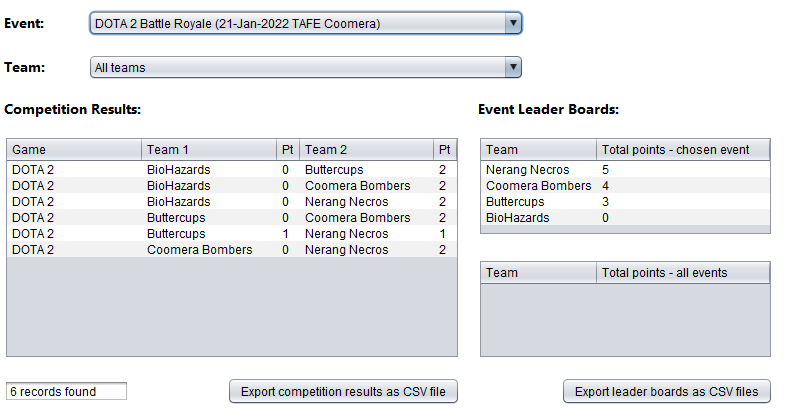 Event: DOTA 2 Battle Royale (21-Jan-2022 TAFE Coomera)
Team: All teams
Competition Results:
Game Team 1 Pt Team 2 Pt
DOTA 2 BioHazards 0 Buttercups 2
DOTA 2 BioHazards 0 Coomera Bombers 2
DOTA 2 BioHazards 0 Nerang Necros 2
DOTA 2 Buttercups 0 Coomera Bombers 2
DOTA 2 Buttercups 1 Nerang Necros 1
DOTA 2 Coomera Bombers 0 Nerang Necros 2
6 records found
Export competition results as CSV file
Event Leader Boards:
Team Total points - chosen event
Nerang Necros 5
Coomera Bombers 4
Buttercups 3
BioHazards 0
Team Total points - all events
Export leader boards as CSV files